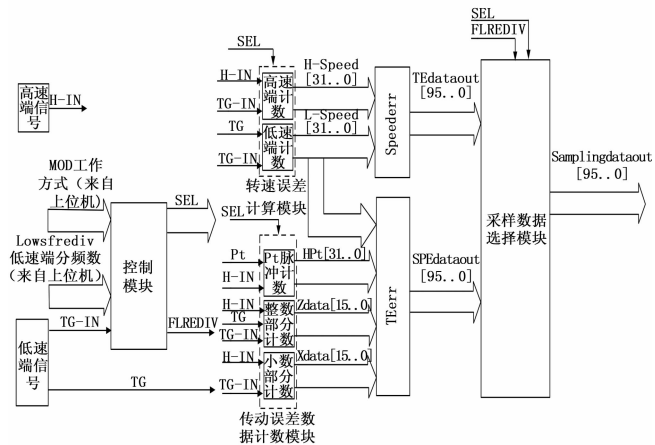 SEL
FLREDIV
SEL
H-Speed
[31..0]
H-IN
高速
端计
数
TG-IN
TEdataout
[95..0]
高速
端信
号
H-IN
L-Speed
[31..0]
TG
低速
端计
数
TG-IN
Speederr
MOD工作
方式(来自
上位机)
SEL
转速误差
计算模块
SEL
Samplingdataout
[95..0]
采样数据
选择模块
Lowsfrediv
低速端分频数
(来自上位机)
控制
模块
Pt
H-IN
Pt脉
冲计
数
HPt[31..0]
SPEdataout
[95..0]
TEerr
H-IN
TG
TG-IN
整数
部分
计数
Zdata[15..0]
TG-IN
FLREDIV
低速
端信
号
H-IN
TG-IN
小数
部分
计数
Xdata[15..0]
TG
传动误差数
据计数模块